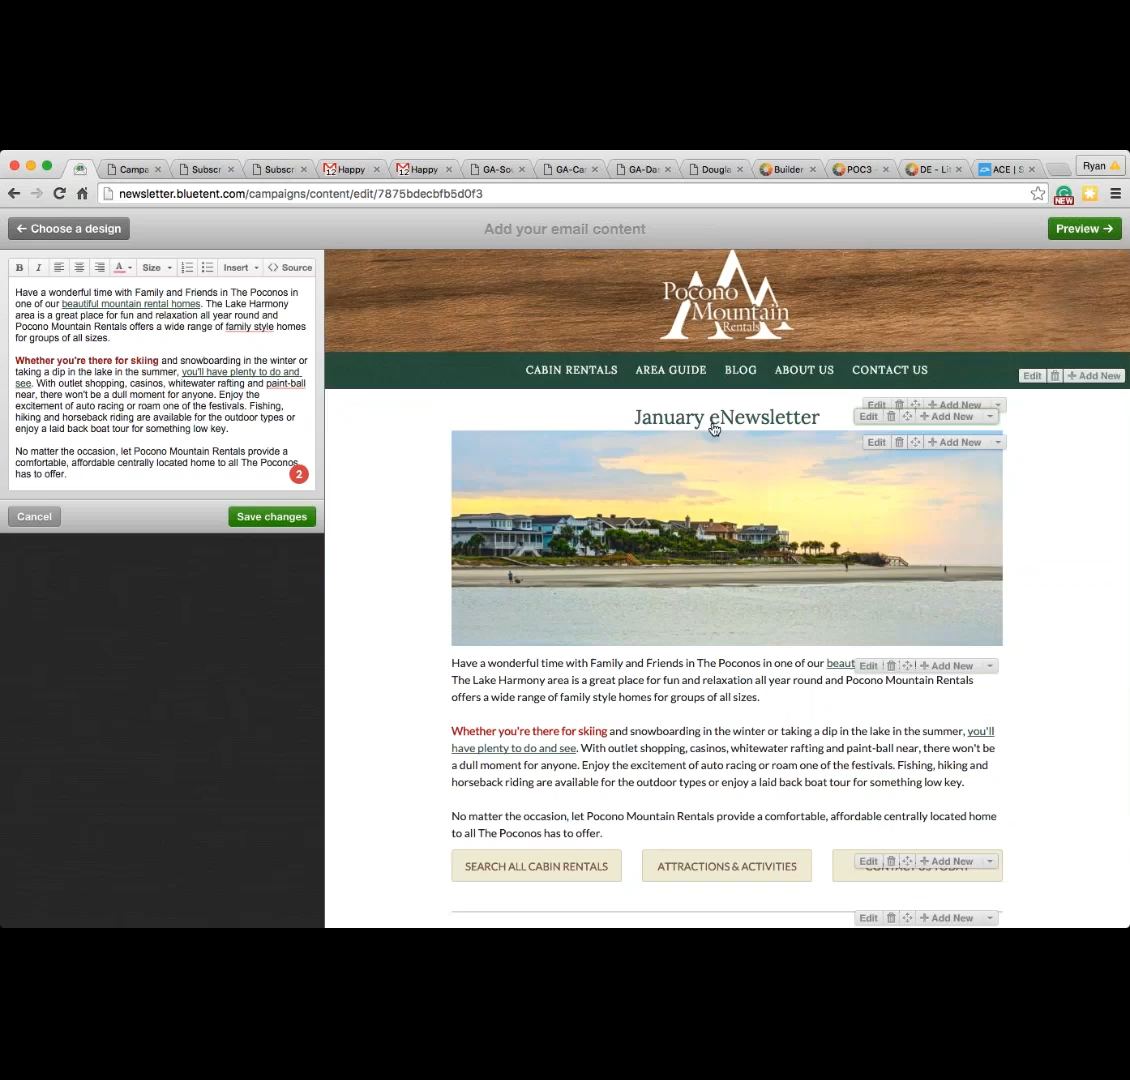 Campa
Subscr
Subscr
12 Happy
12 Happy
GA-Sou
GA-Car
GA-Da
Dougla
Builder
POC3 -
DE - Li
ACE | S
Ryan
newsletter.bluetent.com/campaigns/content/edit/7875bdecbfb5d0f3
NEW
← Choose a design
Add your email content
Preview →
B I A Size Insert <> Source
Have a wonderful time with Family and Friends in The Poconos in
one of our beautiful mountain rental homes. The Lake Harmony
area is a great place for fun and relaxation all year round and
Pocono Mountain Rentals offers a wide range of family style homes
for groups of all sizes.
Whether you're there for skiing and snowboarding in the winter or
taking a dip in the lake in the summer, you'll have plenty to do and
see. With outlet shopping, casinos, whitewater rafting and paint-ball
near, there won't be a dull moment for anyone. Enjoy the
excitement of auto racing or roam one of the festivals. Fishing,
hiking and horseback riding are available for the outdoor types or
enjoy a laid back boat tour for something low key.
No matter the occasion, let Pocono Mountain Rentals provide a
comfortable, affordable centrally located home to all The Poconos
has to offer.
2
Cancel
Save changes
Pocono
Mountain
Rentals
CABIN RENTALS AREA GUIDE BLOG ABOUT US CONTACT US
Edit + Add New
Edit + Add New
January eNewsletter
Edit + Add New
Edit + Add New
Have a wonderful time with Family and Friends in The Poconos in one of our beaut
Edit + Add New
The Lake Harmony area is a great place for fun and relaxation all year round and Pocono Mountain Rentals
offers a wide range of family style homes for groups of all sizes.
Whether you're there for skiing and snowboarding in the winter or taking a dip in the lake in the summer, you'll
have plenty to do and see. With outlet shopping, casinos, whitewater rafting and paint-ball near, there won't be
a dull moment for anyone. Enjoy the excitement of auto racing or roam one of the festivals. Fishing, hiking and
horseback riding are available for the outdoor types or enjoy a laid back boat tour for something low key.
No matter the occasion, let Pocono Mountain Rentals provide a comfortable, affordable centrally located home
to all The Poconos has to offer.
SEARCH ALL CABIN RENTALS
ATTRACTIONS & ACTIVITIES
CONTACT US TODAY
Edit + Add New
Edit + Add New